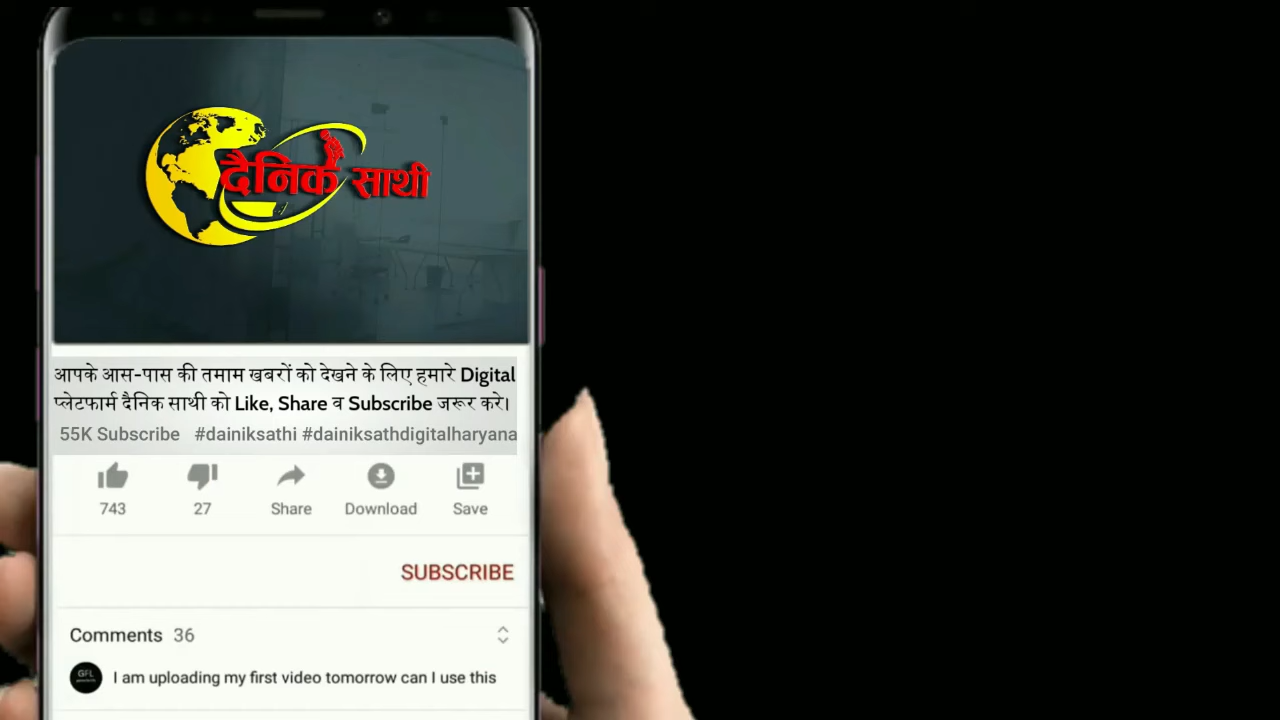 दैनिक साथी
आपके आस-पास की तमाम खबरों को देखने के लिए हमारे Digital
प्लेटफार्म दैनिक साथी को Like, Share व Subscribe जरूर करे।
55K Subscribe #dainiksathi #dainiksathdigitalharyana
743 27 Share Download Save
SUBSCRIBE
Comments 36
GFL
I am uploading my first video tomorrow can I use this